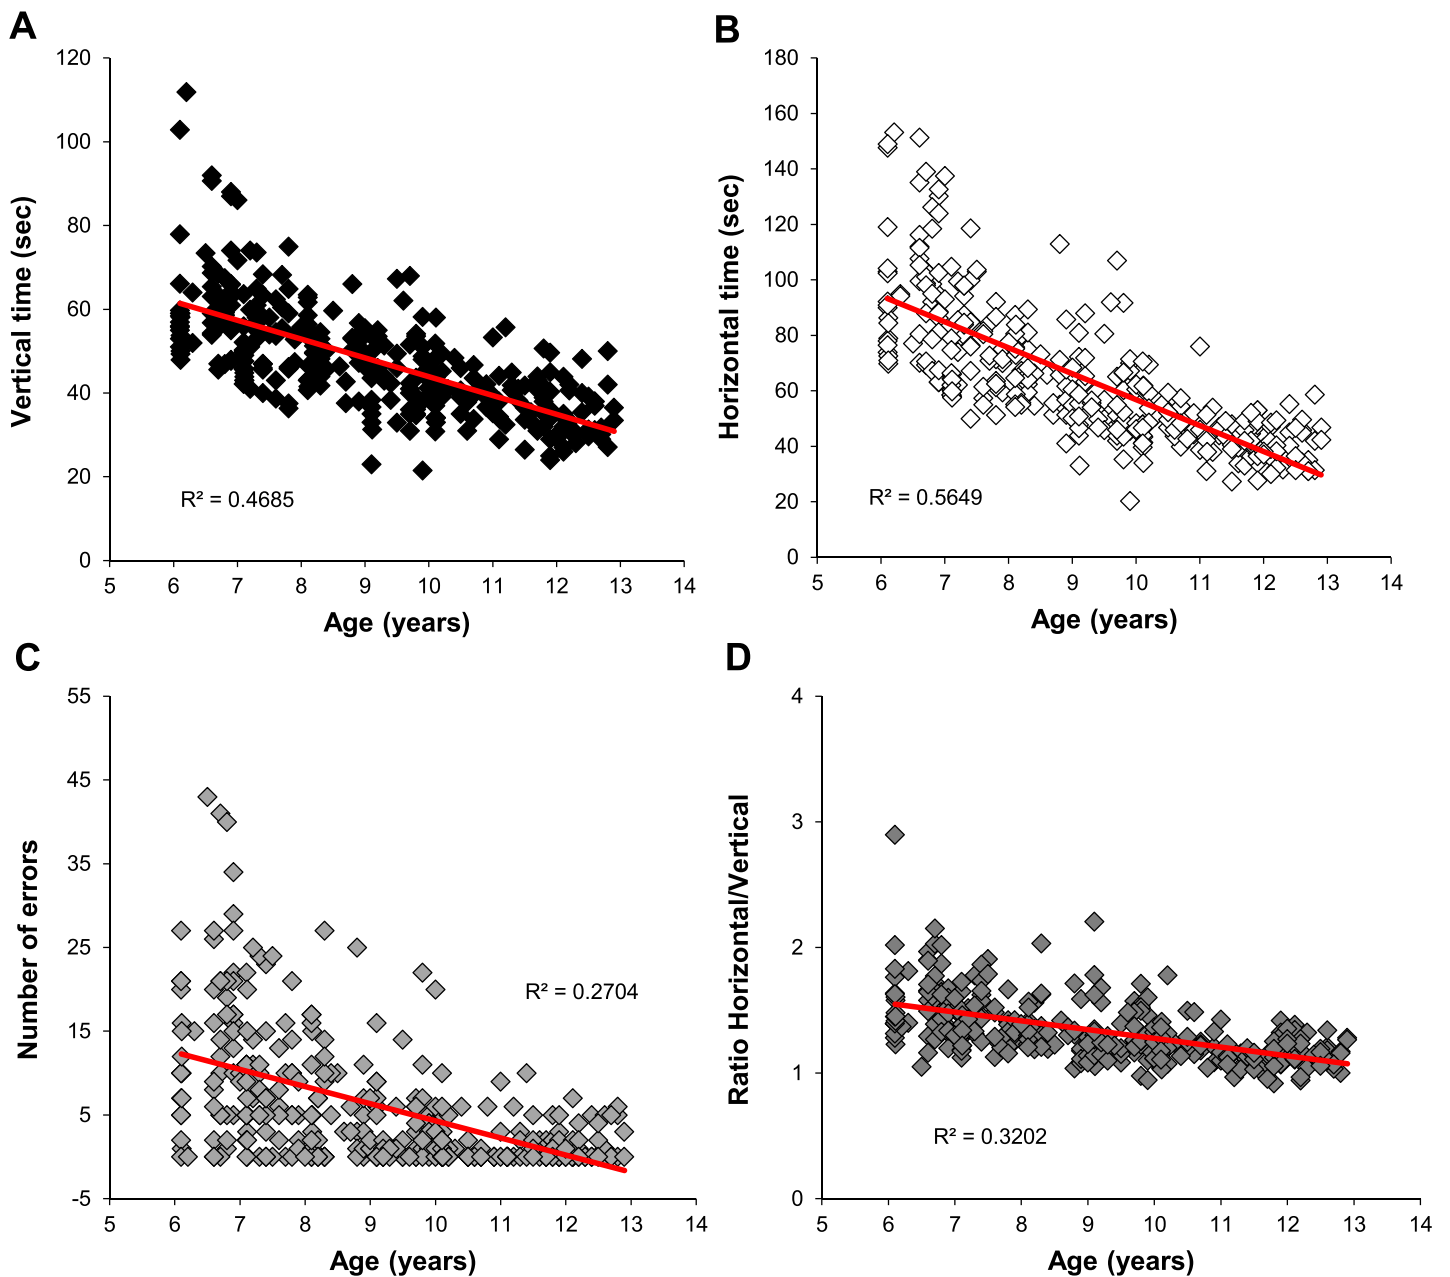 A
Vertical time (sec)
120
100
80
60
40
20
0
R² = 0.4685
5 6 7 8 9 10 11 12 13 14
Age (years)
B
Horizontal time (sec)
180
160
140
120
100
80
60
40
20
0
R² = 0.5649
5 6 7 8 9 10 11 12 13 14
Age (years)
C
Number of errors
55
45
35
25
15
5
-5
R² = 0.2704
5 6 7 8 9 10 11 12 13 14
Age (years)
D
Ratio Horizontal/Vertical
4
3
2
1
0
R² = 0.3202
5 6 7 8 9 10 11 12 13 14
Age (years)